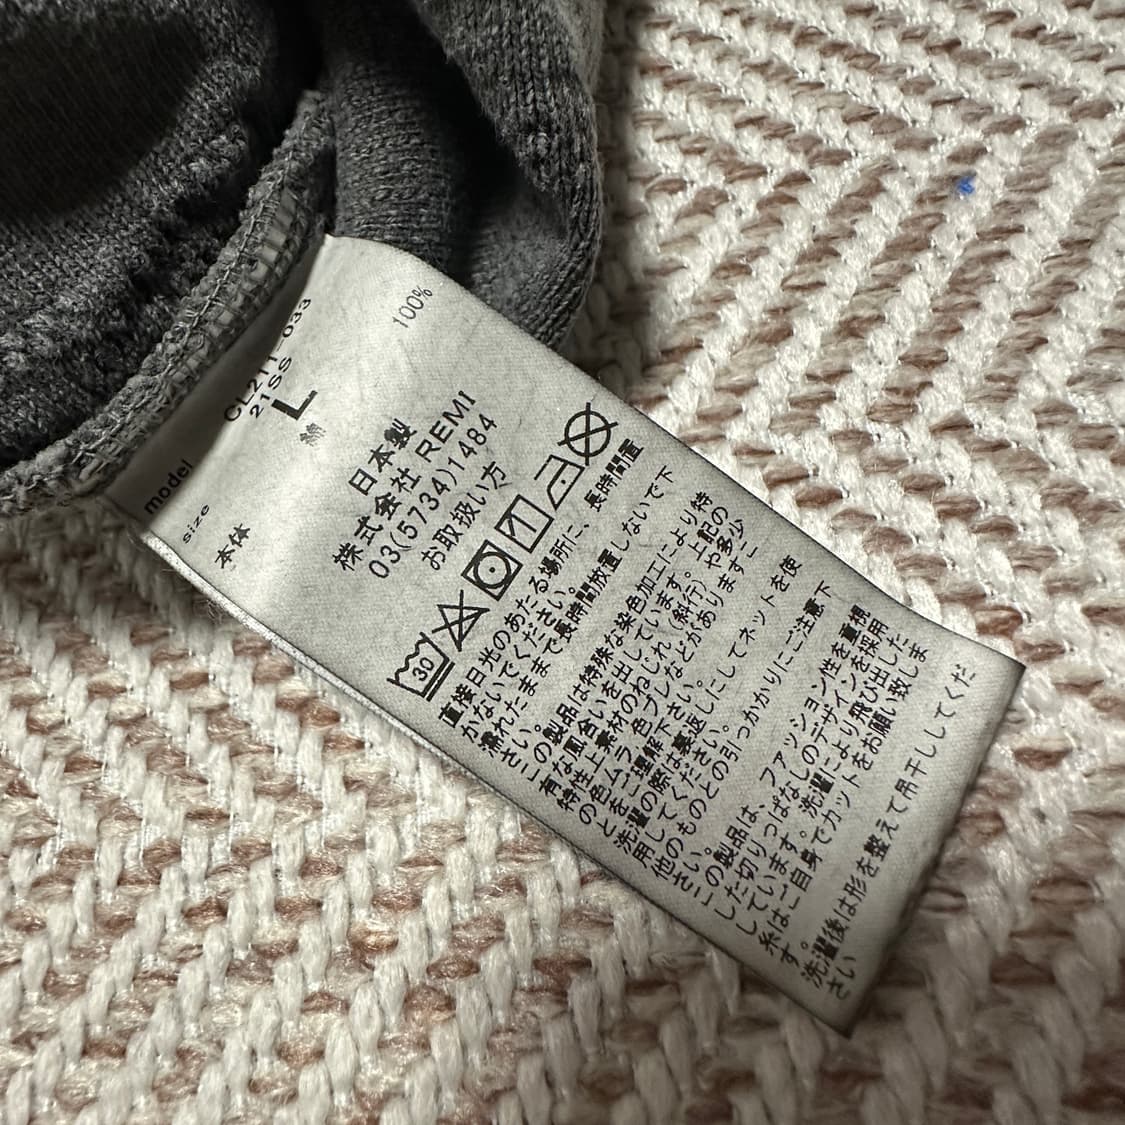 model CL211-033
21SS
size L
本体 綿 100%
日本製
株式会社 REMI
03(5734)1484
お取扱い方
30
直接日光のあたる場所に、長時間置
かないでください。
濡れたままで長時間放置しないで下
さい。
この製品は特殊な染色加工により特
有な風合いを出しています。上記の
特性上素材のねじれ(斜行)や多少
の色ムラ、色ブレなどがあります
とをご理解下さい。
洗濯の際は裏返しにしてネットを使
用してください。
他のものとの引っかかりにご注意下
さい。
この製品は、ファッション性を重視
し切りっぱなしのデザインを採用
しています。洗濯により飛び出した
糸はご自身でカットをお願い致しま
す。
洗濯後は形を整えて吊干ししてくだ
さい